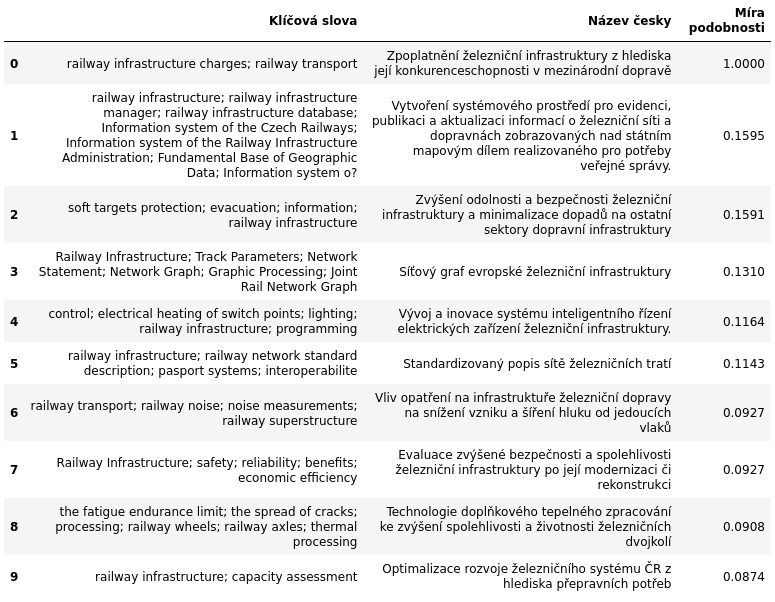 Klíčová slova Název česky Míra podobnosti
0 railway infrastructure charges; railway transport Zpoplatnění železniční infrastruktury z hlediska
její konkurenceschopnosti v mezinárodní dopravě 1.0000
1 railway infrastructure; railway infrastructure
manager; railway infrastructure database;
Information system of the Czech Railways;
Information system of the Railway Infrastructure
Administration; Fundamental Base of Geographic
Data; Information system o?
Vytvoření systémového prostředí pro evidenci,
publikaci a aktualizaci informací o železniční síti a
dopravnách zobrazovaných nad státním
mapovým dílem realizovaného pro potřeby
veřejné správy.
0.1595
2 soft targets protection; evacuation; information;
railway infrastructure
Zvýšení odolnosti a bezpečnosti železniční
infrastruktury a minimalizace dopadů na ostatní
sektory dopravní infrastruktury
0.1591
3 Railway Infrastructure; Track Parameters; Network
Statement; Network Graph; Graphic Processing; Joint
Rail Network Graph
Síťový graf evropské železniční infrastruktury
0.1310
4 control; electrical heating of switch points; lighting;
railway infrastructure; programming
Vývoj a inovace systému inteligentního řízení
elektrických zařízení železniční infrastruktury.
0.1164
5 railway infrastructure; railway network standard
description; pasport systems; interoperabilite
Standardizovaný popis sítě železničních tratí
0.1143
6 railway transport; railway noise; noise measurements;
railway superstructure
Vliv opatření na infrastruktuře železniční dopravy
na snížení vzniku a šíření hluku od jedoucích
vlaků
0.0927
7 Railway Infrastructure; safety; reliability; benefits;
economic efficiency
Evaluace zvýšené bezpečnosti a spolehlivosti
železniční infrastruktury po její modernizaci či
rekonstrukci
0.0927
8 the fatigue endurance limit; the spread of cracks;
processing; railway wheels; railway axles; thermal
processing
Technologie doplňkového tepelného zpracování
ke zvýšení spolehlivosti a životnosti železničních
dvojkolí
0.0908
9 railway infrastructure; capacity assessment
Optimalizace rozvoje železničního systému ČR z
hlediska přepravních potřeb
0.0874